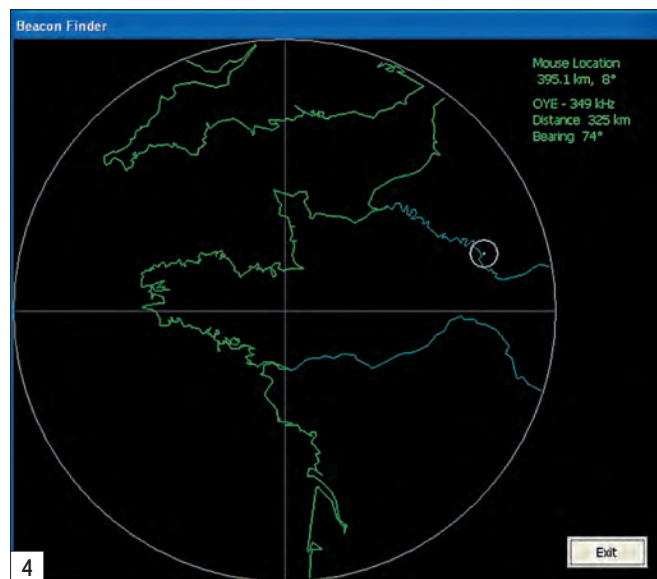 Beacon Finder
Mouse Location
395.1 km, 8°
OYE - 349 kHz
Distance 325 km
Bearing 74°
Exit
4